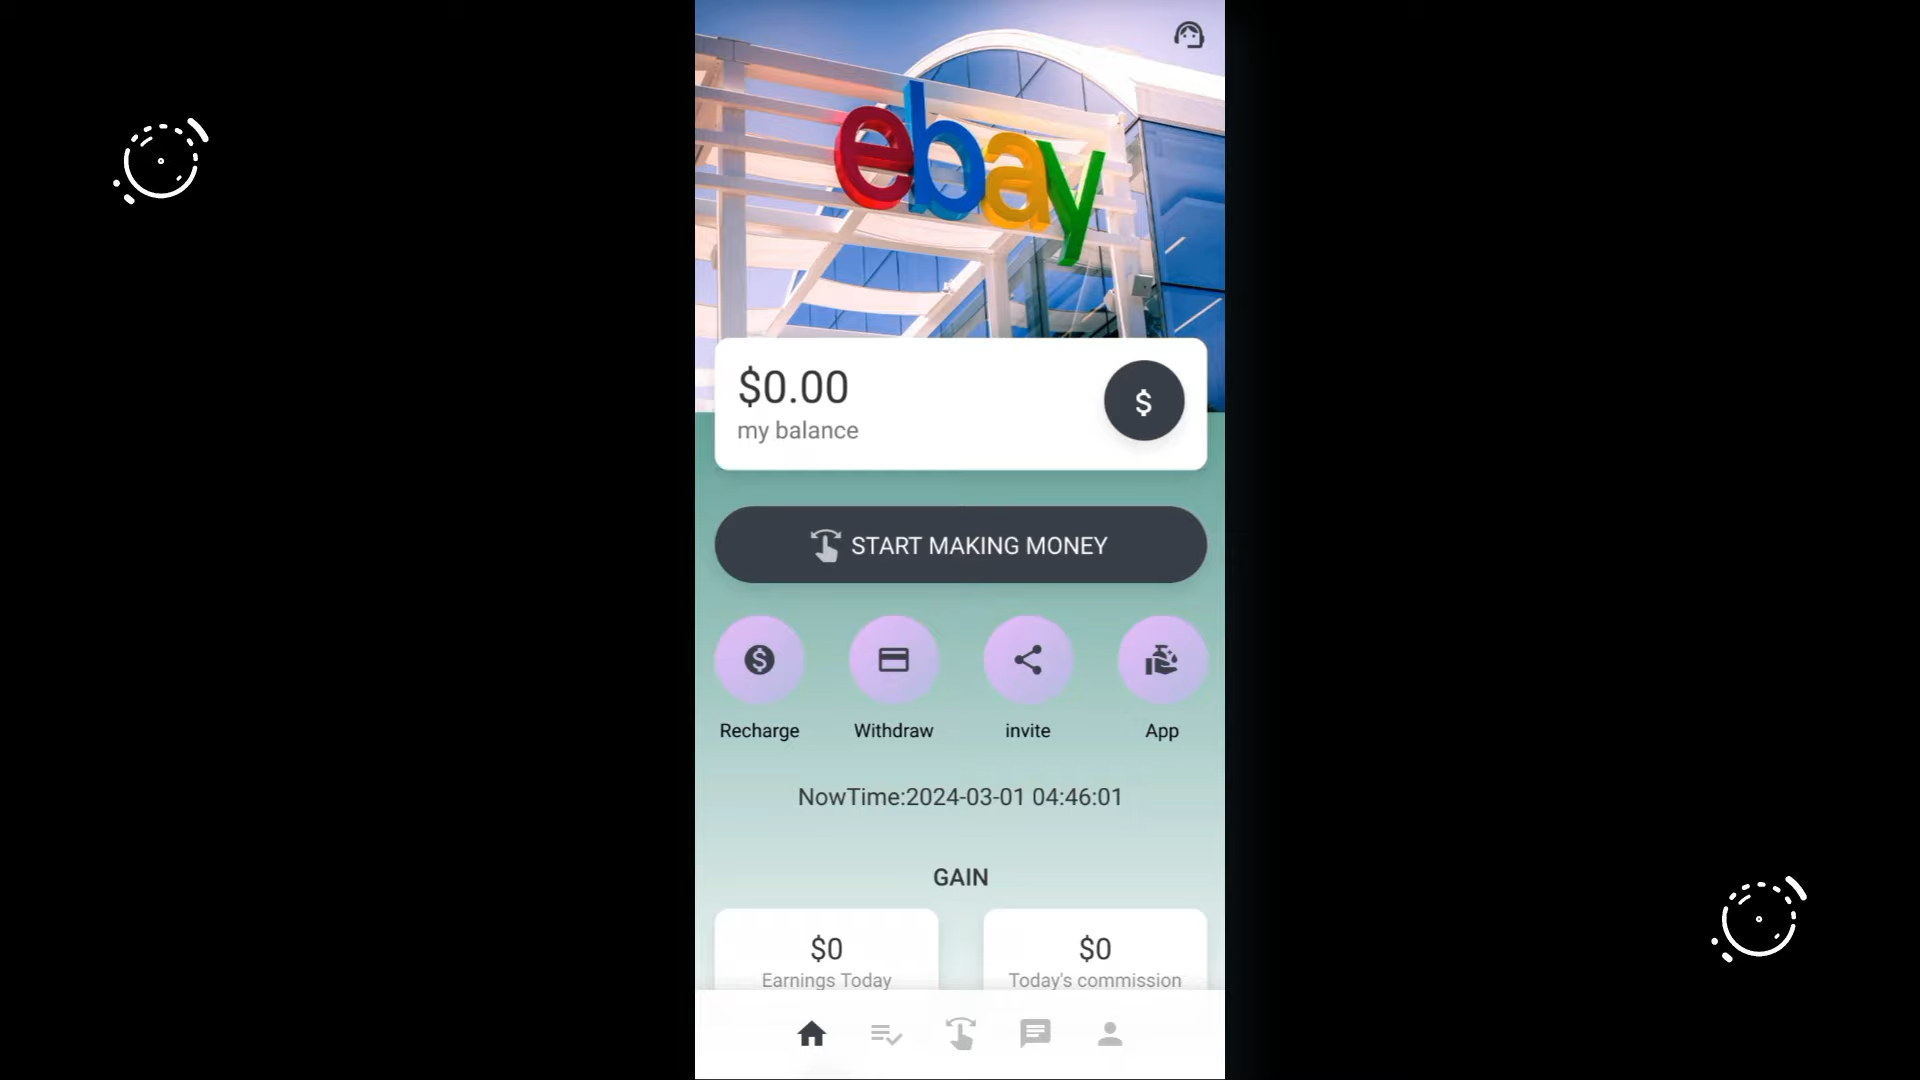 ebay
$0.00
my balance
$
START MAKING MONEY
$
Recharge
Withdraw
invite
App
NowTime:2024-03-01 04:46:01
GAIN
$0
$0
Earnings Today
Today's commission